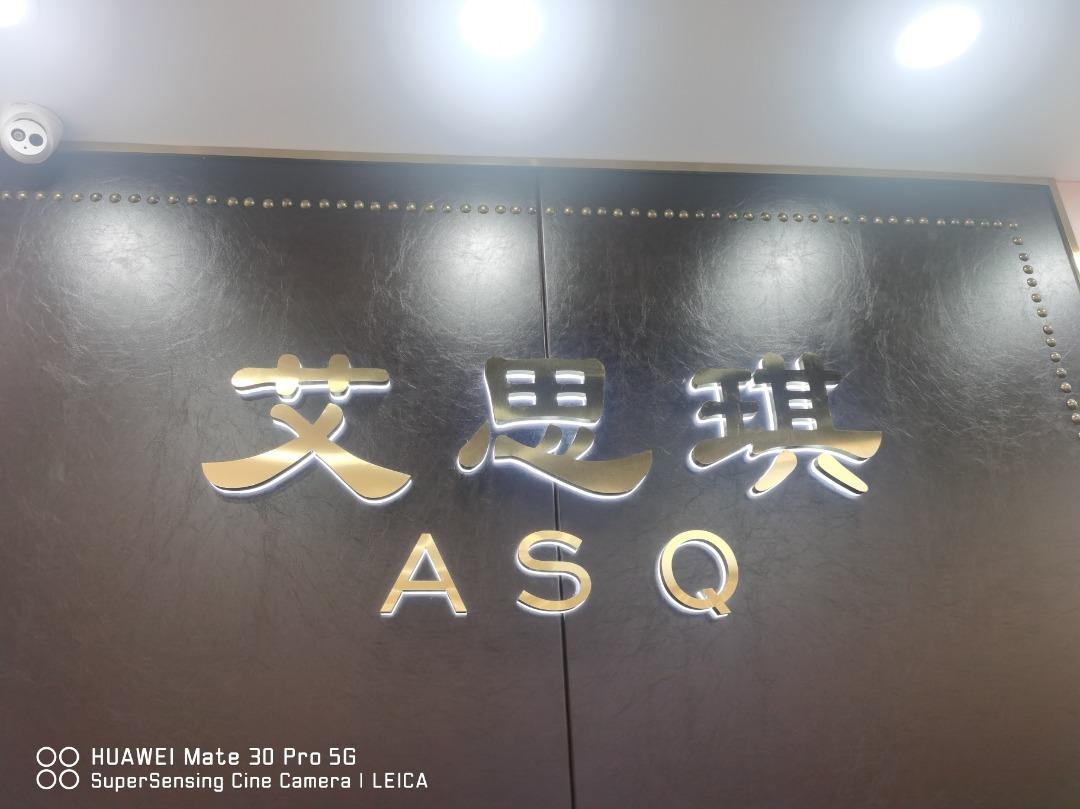 艾思琪
ASQ
HUAWEI Mate 30 Pro 5G
SuperSensing Cine Camera | LEICA